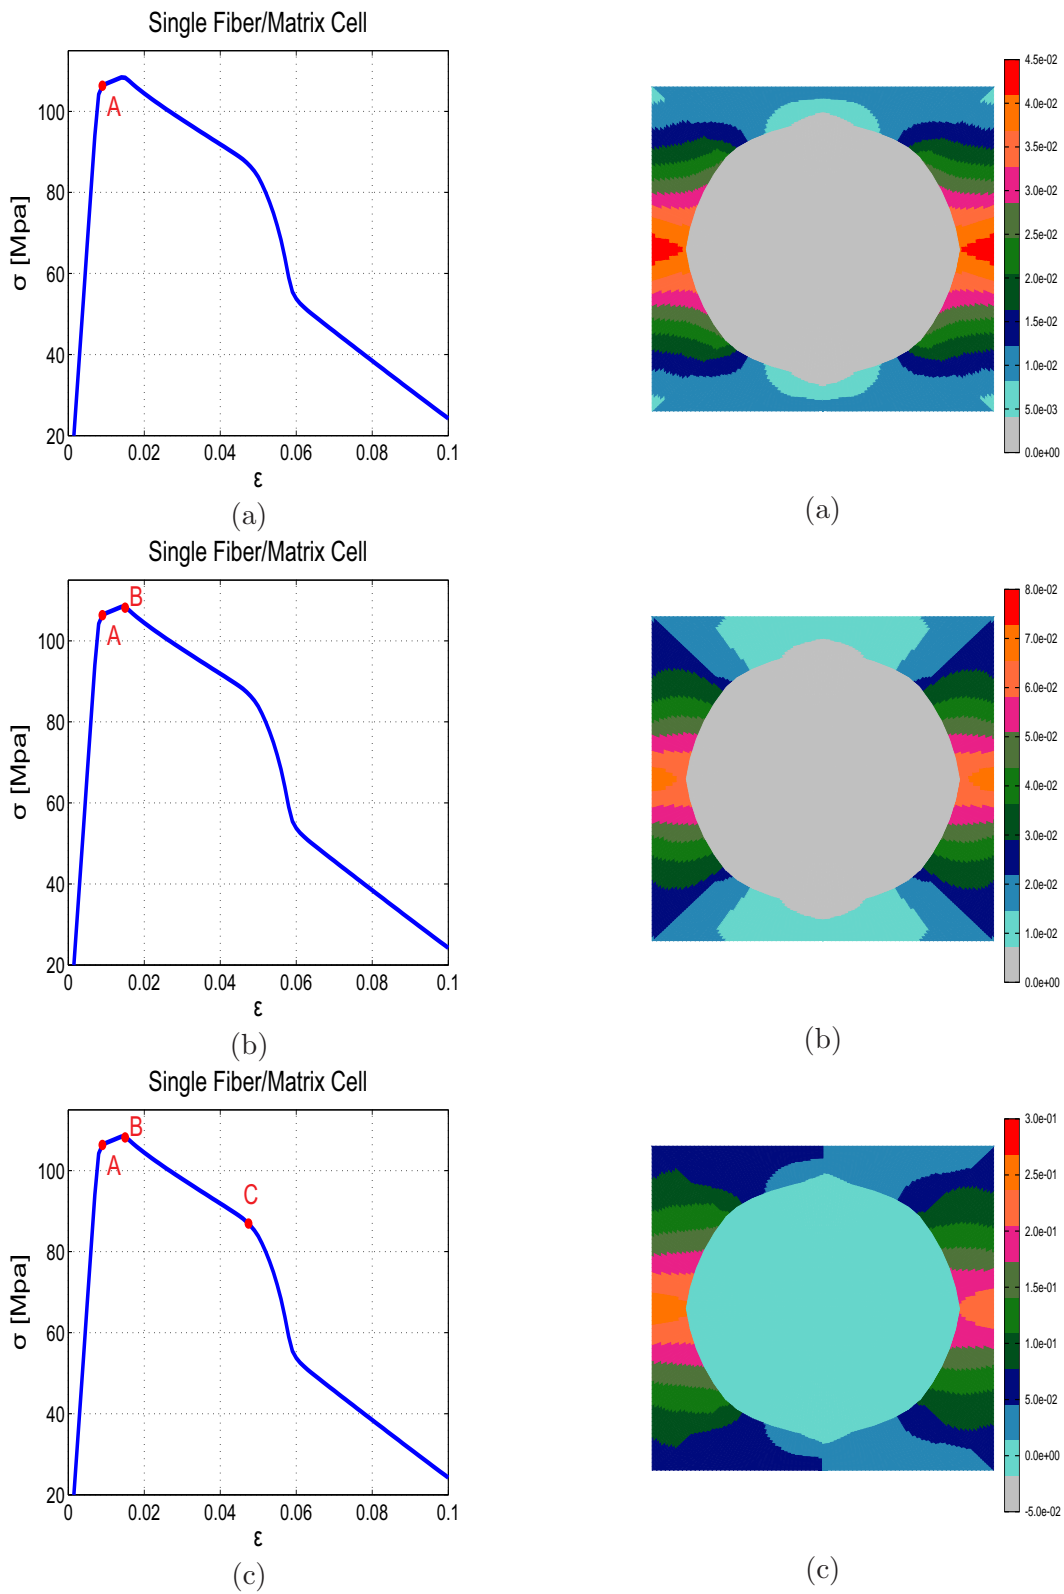 Single Fiber/Matrix Cell
σ [Mpa]
100
80
60
40
20
A
0 0.02 0.04 0.06 0.08 0.1
ε
(a)
4.5e-02
4.0e-02
3.5e-02
3.0e-02
2.5e-02
2.0e-02
1.5e-02
1.0e-02
5.0e-03
0.0e+00
(a)
Single Fiber/Matrix Cell
σ [Mpa]
100
80
60
40
20
B
A
0 0.02 0.04 0.06 0.08 0.1
ε
(b)
8.0e-02
7.0e-02
6.0e-02
5.0e-02
4.0e-02
3.0e-02
2.0e-02
1.0e-02
0.0e+00
(b)
Single Fiber/Matrix Cell
σ [Mpa]
100
80
60
40
20
B
A
C
0 0.02 0.04 0.06 0.08 0.1
ε
(c)
3.0e-01
2.5e-01
2.0e-01
1.5e-01
1.0e-01
5.0e-02
0.0e+00
-5.0e-02
(c)